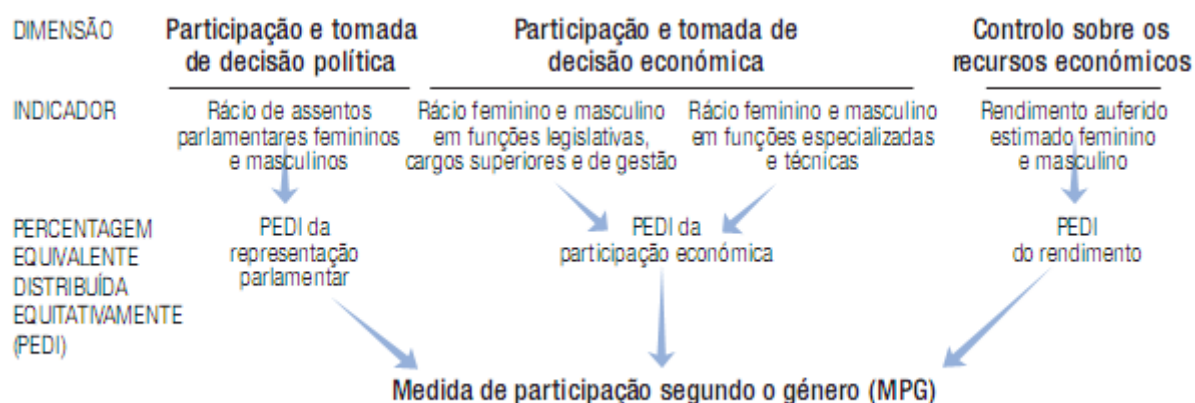 DIMENSÃO
Participação e tomada
de decisão política
Participação e tomada de
decisão económica
Controlo sobre os
recursos económicos
INDICADOR
Rácio de assentos
parlamentares femininos
e masculinos
Rácio feminino e masculino
em funções legislativas,
cargos superiores e de gestão
Rácio feminino e masculino
em funções especializadas
e técnicas
Rendimento auferido
estimado feminino
e masculino
PERCENTAGEM
EQUIVALENTE
DISTRIBUÍDA
EQUITATIVAMENTE
(PEDI)
PEDI da
representação
parlamentar
PEDI da
participação económica
PEDI
do rendimento
Medida de participação segundo o género (MPG)